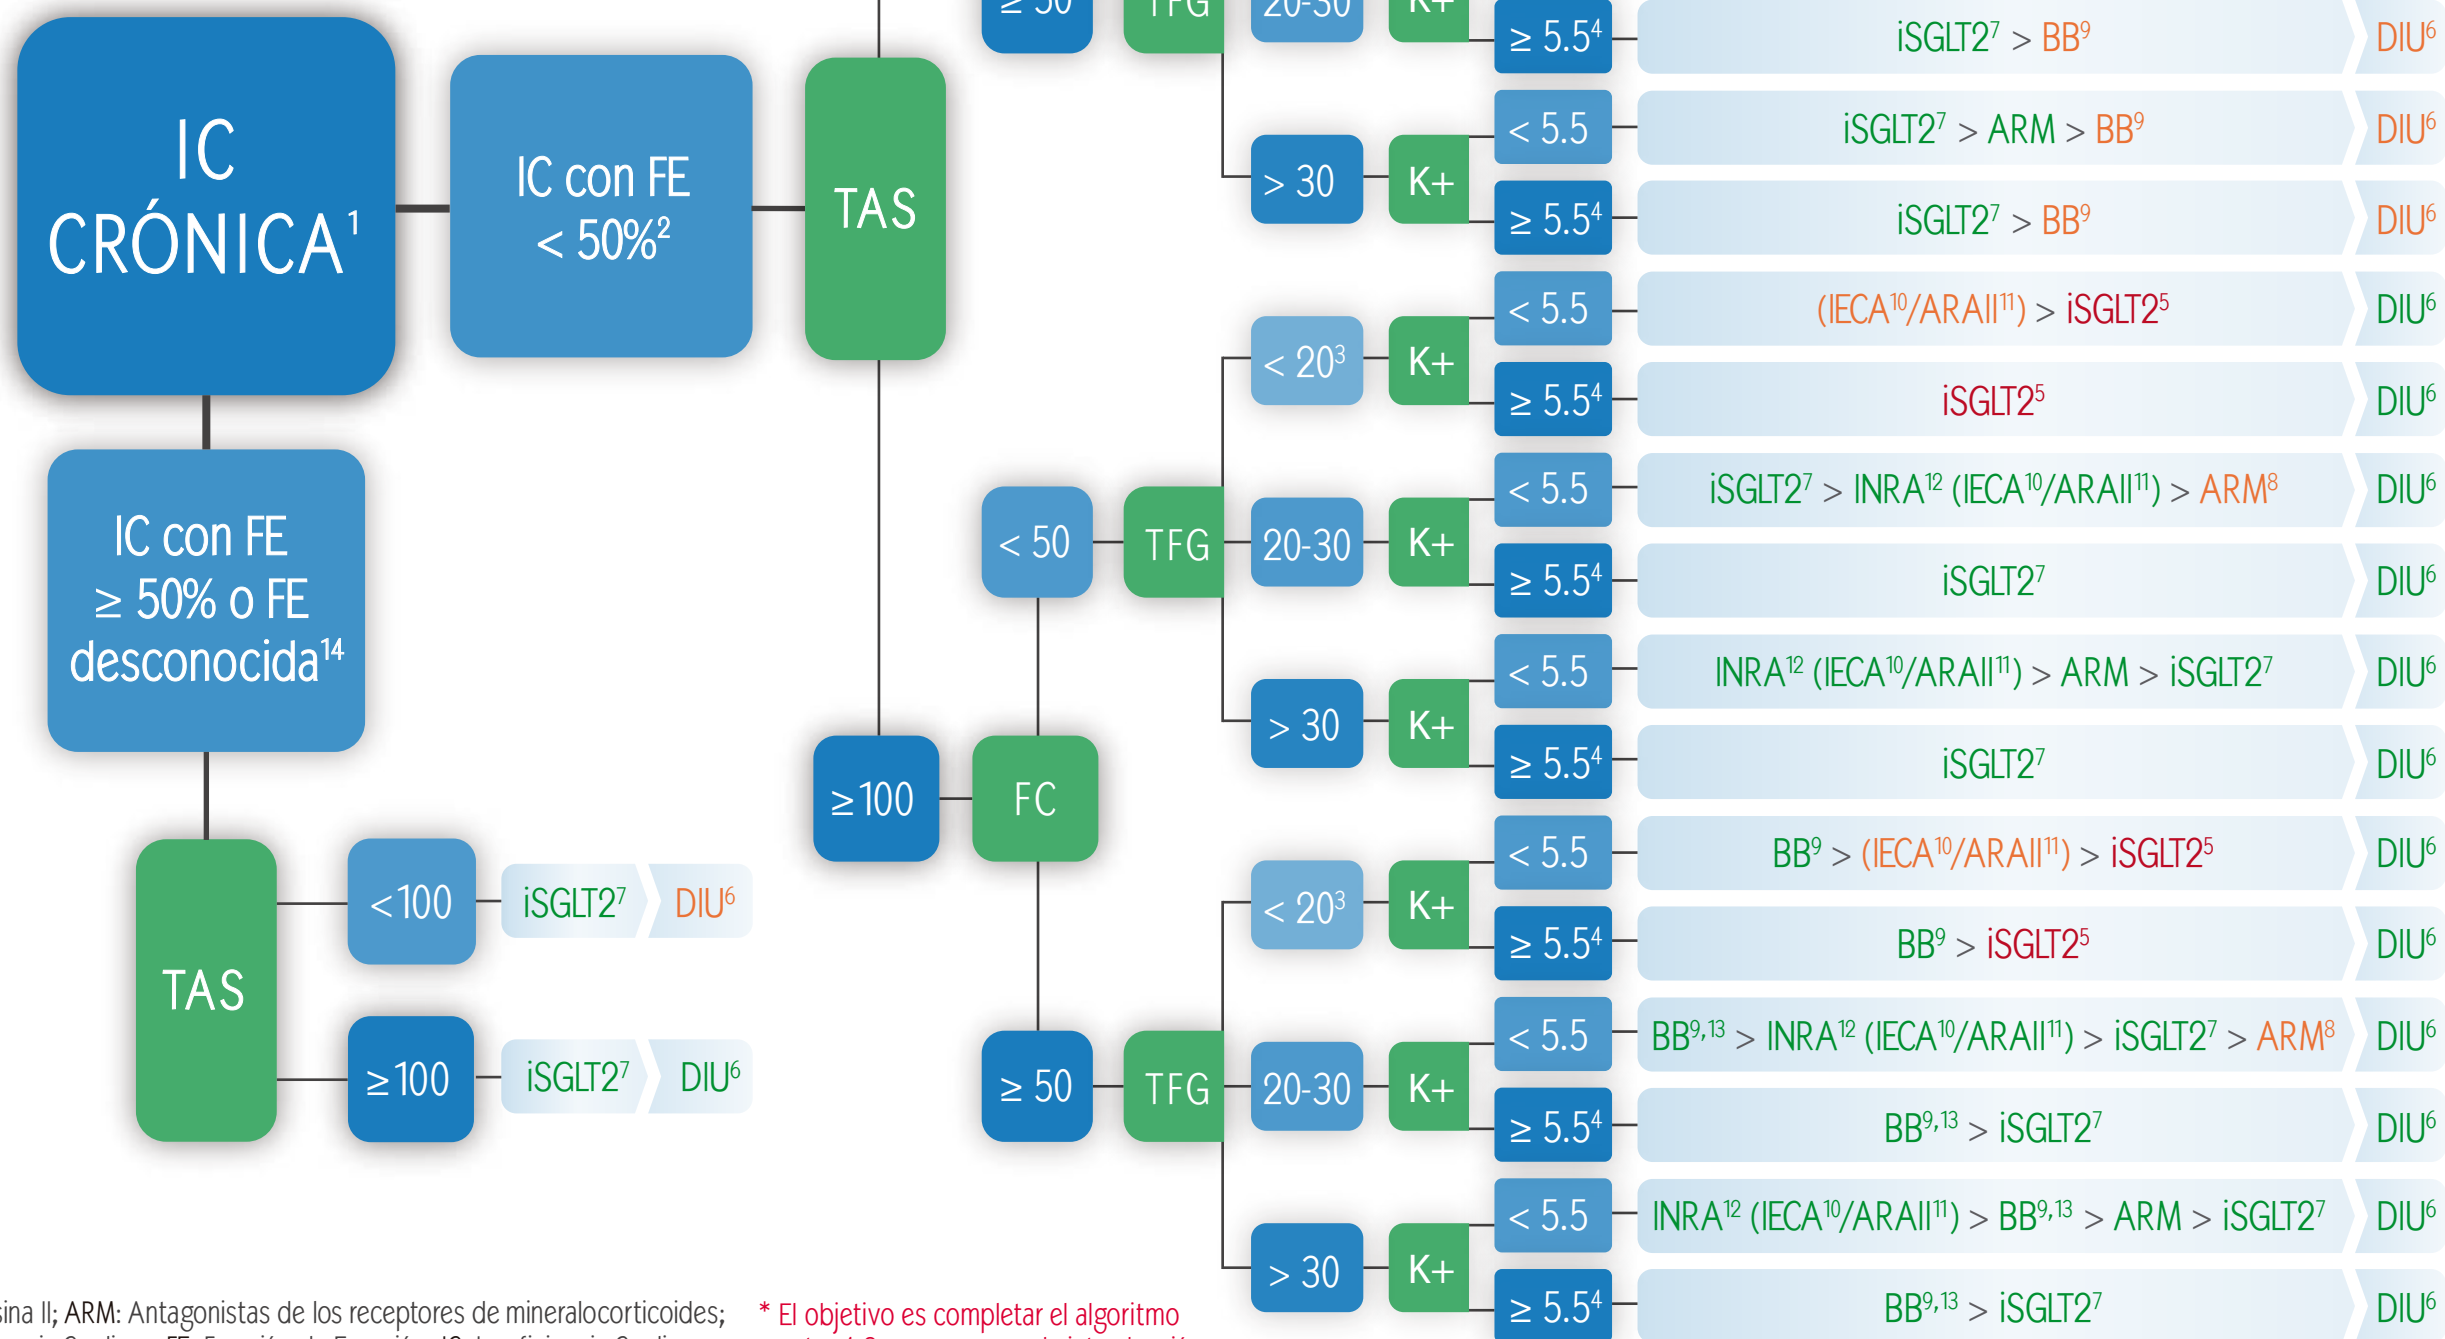 IC
CRÓNICA¹
IC con FE
< 50%²
TAS
IC con FE
≥ 50% o FE
desconocida¹⁴
TAS
<100
iSGLT2⁷
DIU⁶
≥100
iSGLT2⁷
DIU⁶
≥ 50
TFG
20-30
K+
≥ 5.5⁴
iSGLT2⁷ > BB⁹
DIU⁶
> 30
K+
< 5.5
iSGLT2⁷ > ARM > BB⁹
DIU⁶
≥ 5.5⁴
iSGLT2⁷ > BB⁹
DIU⁶
≥100
FC
< 50
TFG
< 20³
K+
< 5.5
(IECA¹⁰/ARAII¹¹) > iSGLT2⁵
DIU⁶
≥ 5.5⁴
iSGLT2⁵
DIU⁶
20-30
K+
< 5.5
iSGLT2⁷ > INRA¹² (IECA¹⁰/ARAII¹¹) > ARM⁸
DIU⁶
≥ 5.5⁴
iSGLT2⁷
DIU⁶
> 30
K+
< 5.5
INRA¹² (IECA¹⁰/ARAII¹¹) > ARM > iSGLT2⁷
DIU⁶
≥ 5.5⁴
iSGLT2⁷
DIU⁶
≥ 50
TFG
< 20³
K+
< 5.5
BB⁹ > (IECA¹⁰/ARAII¹¹) > iSGLT2⁵
DIU⁶
≥ 5.5⁴
BB⁹ > iSGLT2⁵
DIU⁶
20-30
K+
< 5.5
BB⁹,¹³ > INRA¹² (IECA¹⁰/ARAII¹¹) > iSGLT2⁷ > ARM⁸
DIU⁶
≥ 5.5⁴
BB⁹,¹³ > iSGLT2⁷
DIU⁶
> 30
K+
< 5.5
INRA¹² (IECA¹⁰/ARAII¹¹) > BB⁹,¹³ > ARM > iSGLT2⁷
DIU⁶
≥ 5.5⁴
BB⁹,¹³ > iSGLT2⁷
DIU⁶
sina II; ARM: Antagonistas de los receptores de mineralocorticoides;
* El objetivo es completar el algoritmo